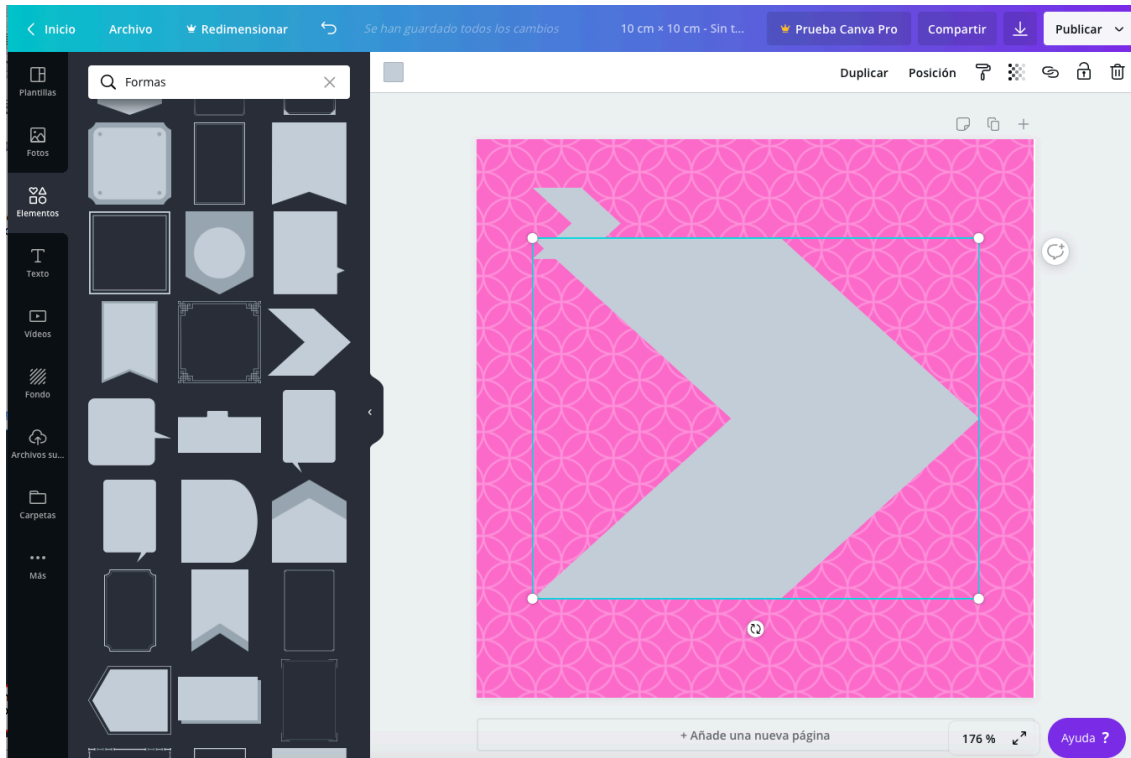 Inicio
Archivo
Redimensionar
Se han guardado todos los cambios
10 cm × 10 cm - Sin t...
Prueba Canva Pro
Compartir
Publicar
Plantillas
Fotos
Elementos
Texto
Vídeos
Fondo
Archivos su...
Carpetas
Más
Formas
Duplicar
Posición
+ Añade una nueva página
176 %
Ayuda ?